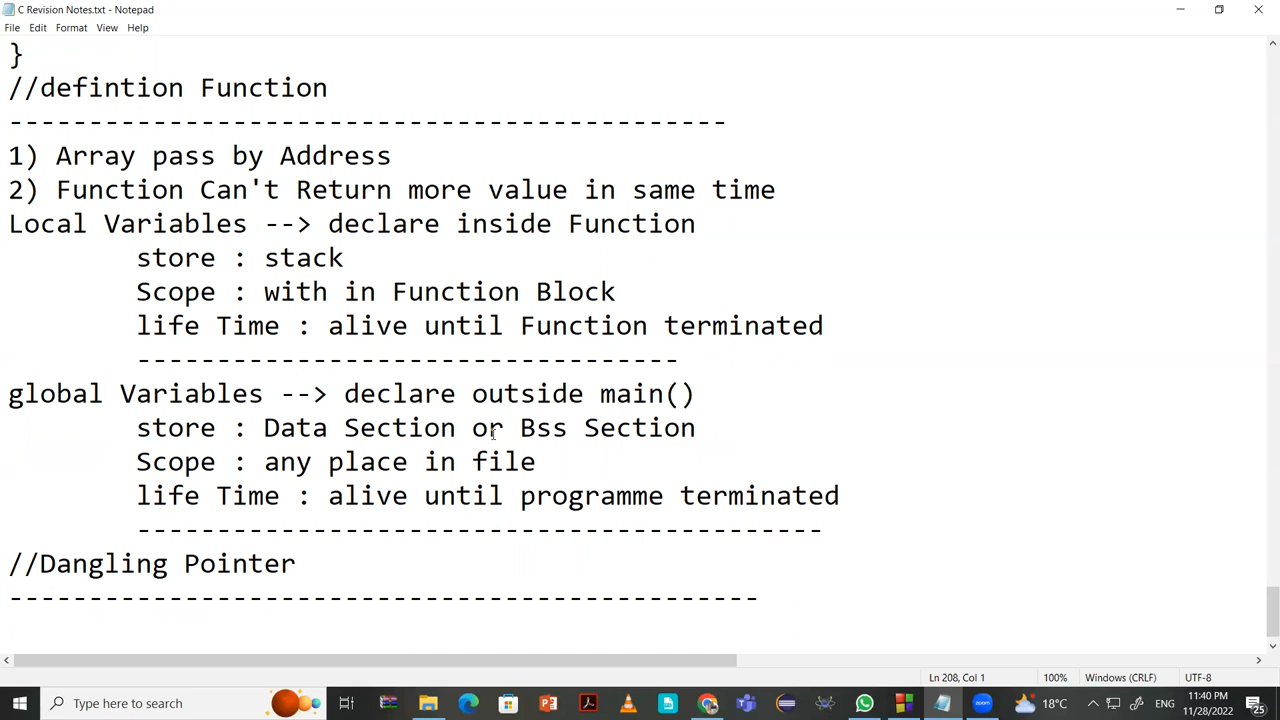 C Revision Notes.txt - Notepad
File Edit Format View Help
}
//defintion Function
---------------------------------------------
1) Array pass by Address
2) Function Can't Return more value in same time
Local Variables --> declare inside Function
store : stack
Scope : with in Function Block
life Time : alive until Function terminated
----------------------------------
global Variables --> declare outside main()
store : Data Section or Bss Section
Scope : any place in file
life Time : alive until programme terminated
-------------------------------------------
//Dangling Pointer
-----------------------------------------------
Ln 208, Col 1 100% Windows (CRLF) UTF-8
Type here to search 18°C ENG 11:40 PM
11/28/2022 25
zoom